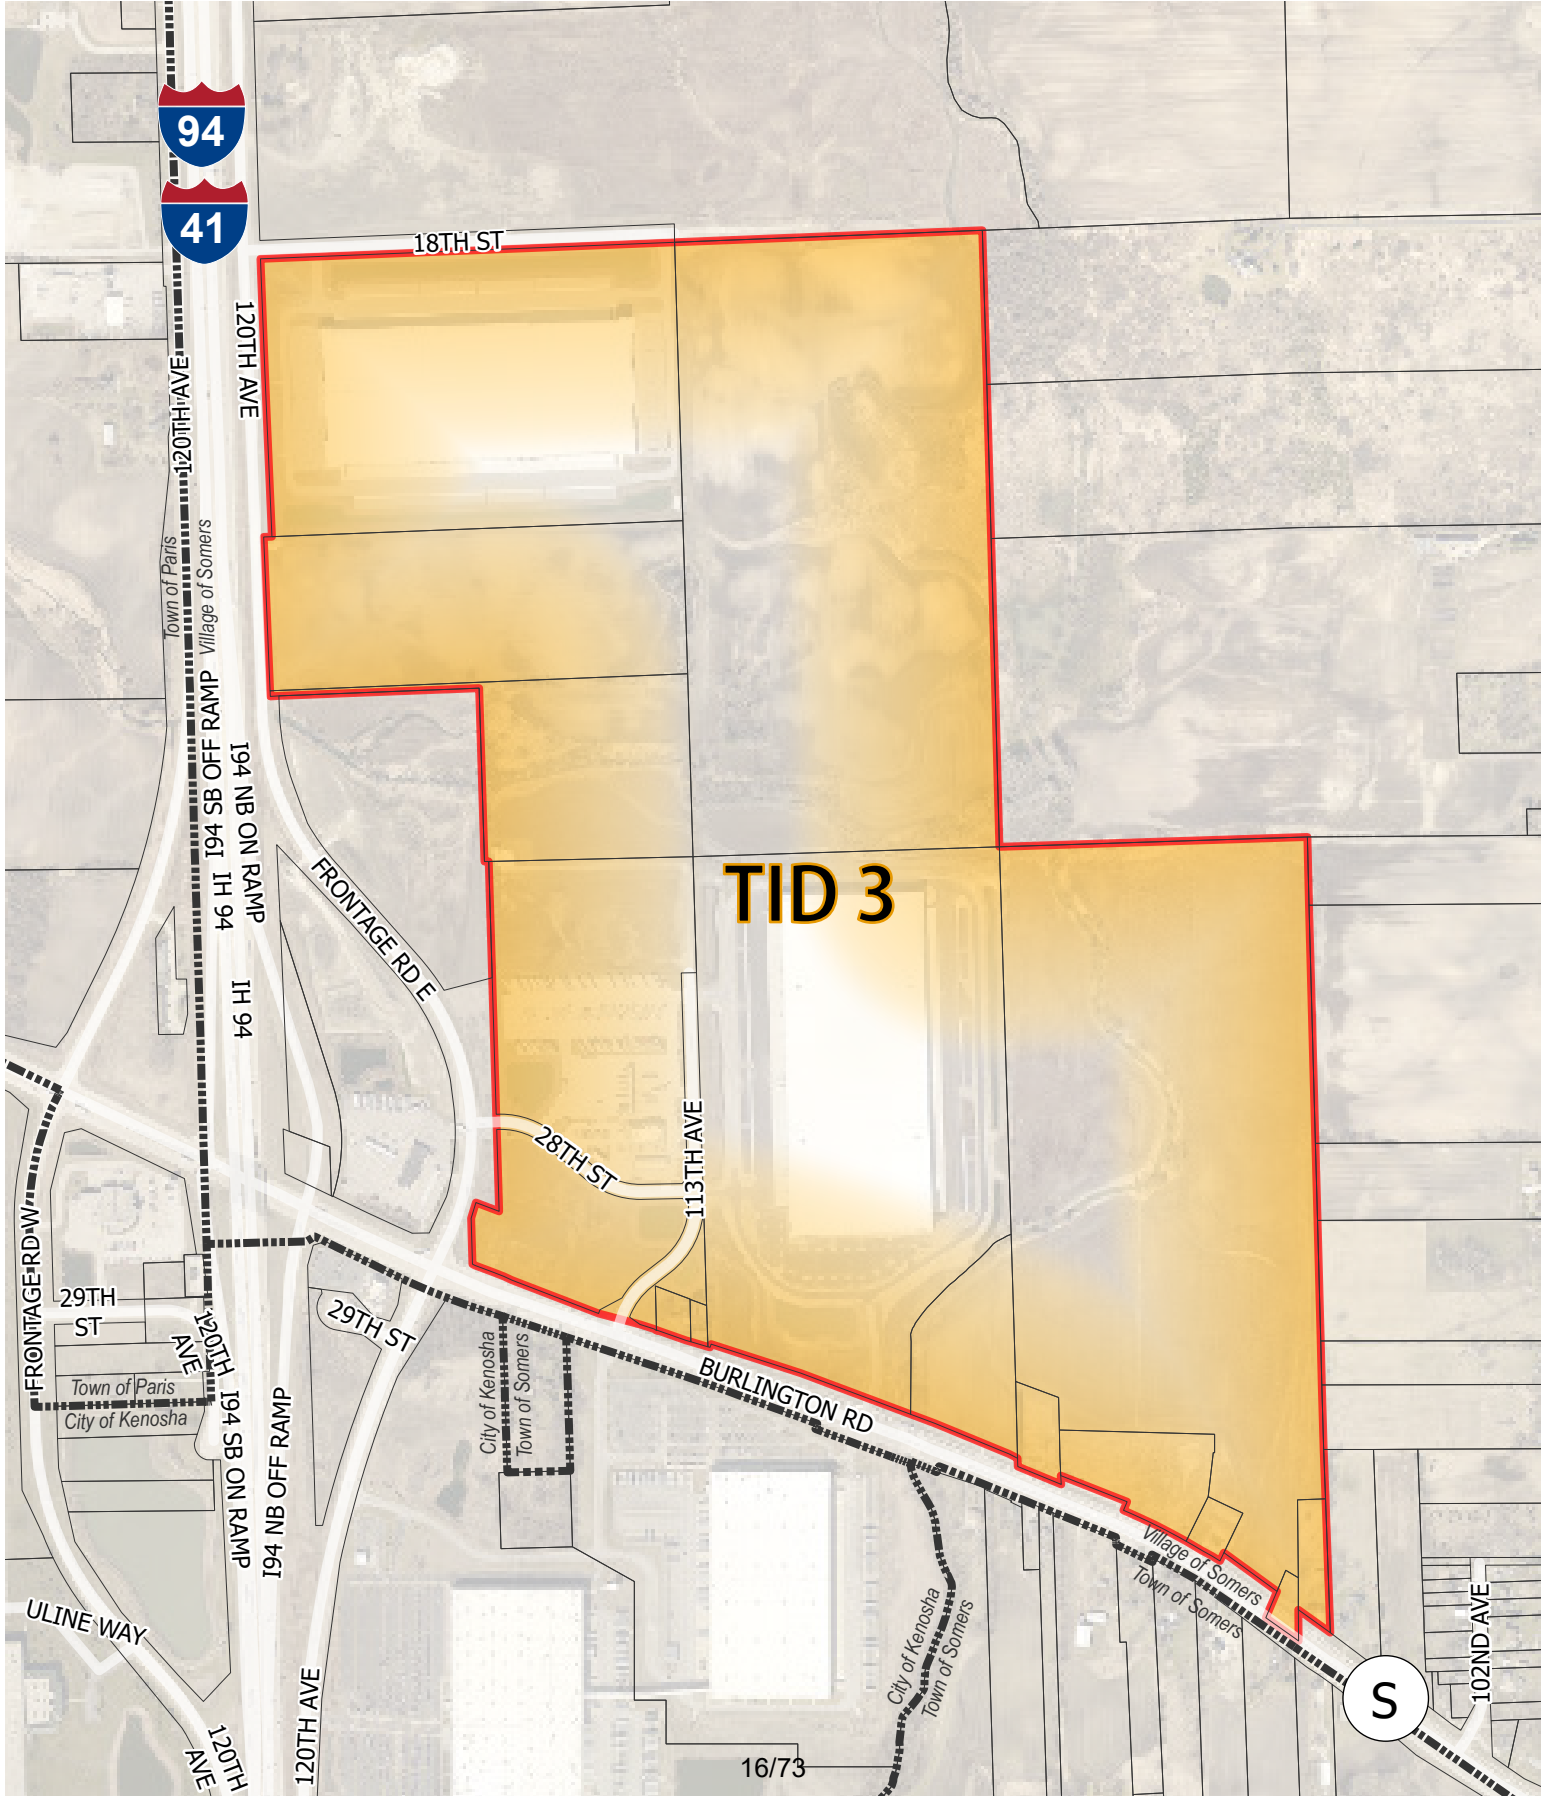 94
41
18TH ST
120TH AVE
120TH AVE
Town of Paris
Village of Somers
I94 SB OFF RAMP
I94 NB ON RAMP
IH 94
FRONTAGE RD E
TID 3
IH 94
28TH ST
113TH AVE
FRONTAGE RD W
29TH
ST
120TH
AVE
29TH ST
Town of Paris
City of Kenosha
City of Kenosha
Town of Somers
BURLINGTON RD
I94 SB ON RAMP
I94 NB OFF RAMP
Village of Somers
Town of Somers
ULINE WAY
City of Kenosha
Town of Somers
102ND AVE
S
120TH AVE
120TH
AVE
16/73